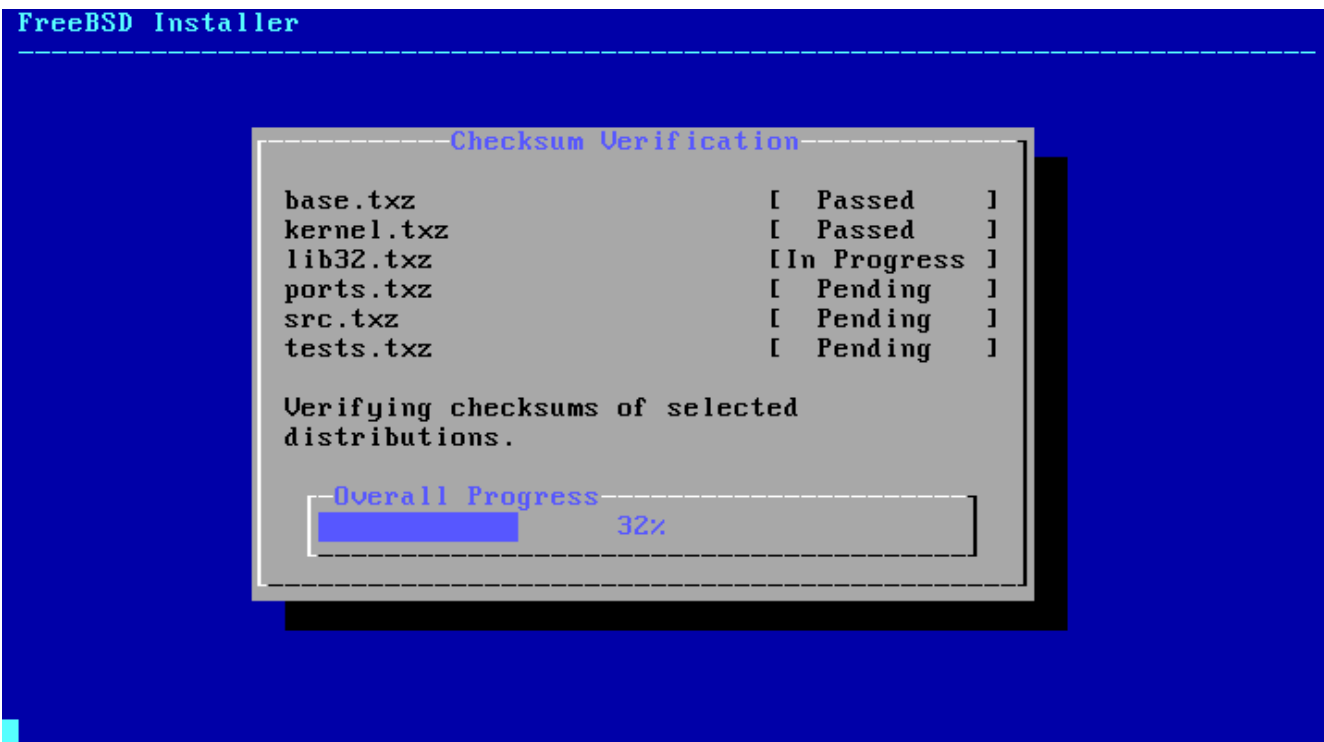 FreeBSD Installer
Checksum Verification
base.txz [ Passed ]
kernel.txz [ Passed ]
lib32.txz [In Progress ]
ports.txz [ Pending ]
src.txz [ Pending ]
tests.txz [ Pending ]
Verifying checksums of selected
distributions.
Overall Progress
32%